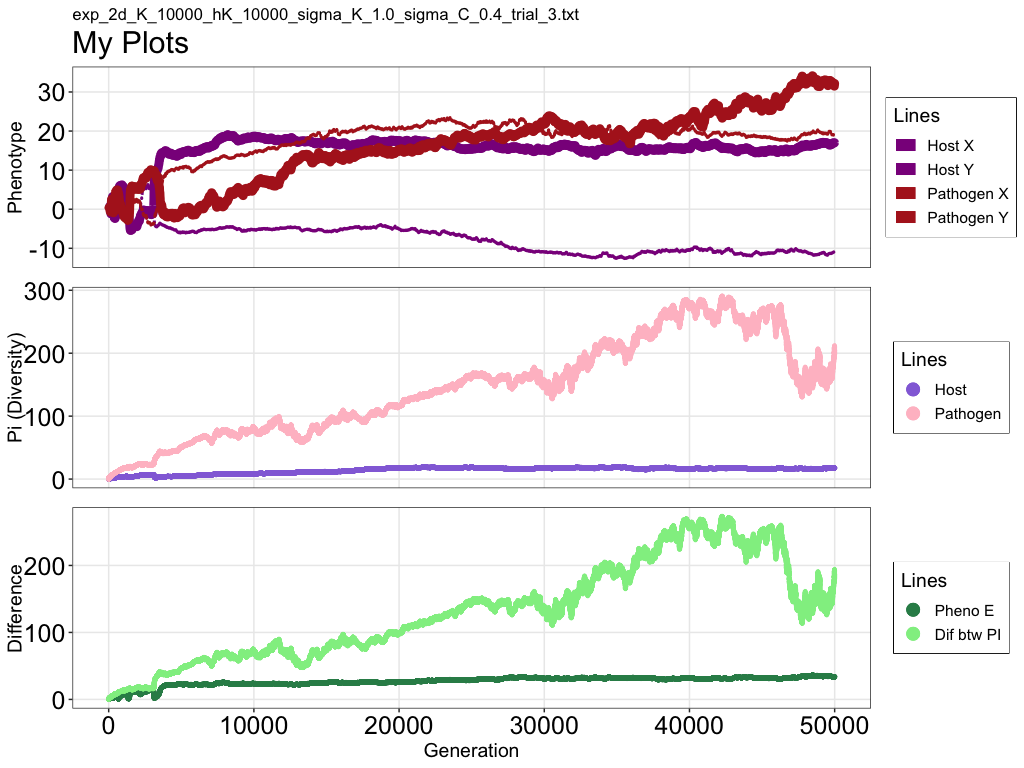 exp_2d_K_10000_hK_10000_sigma_K_1.0_sigma_C_0.4_trial_3.txt
My Plots
Phenotype
30
20
10
0
-10
Lines
Host X
Host Y
Pathogen X
Pathogen Y
Pi (Diversity)
300
200
100
0
Lines
Host
Pathogen
Difference
200
100
0
Lines
Pheno E
Dif btw PI
0 10000 20000 30000 40000 50000
Generation